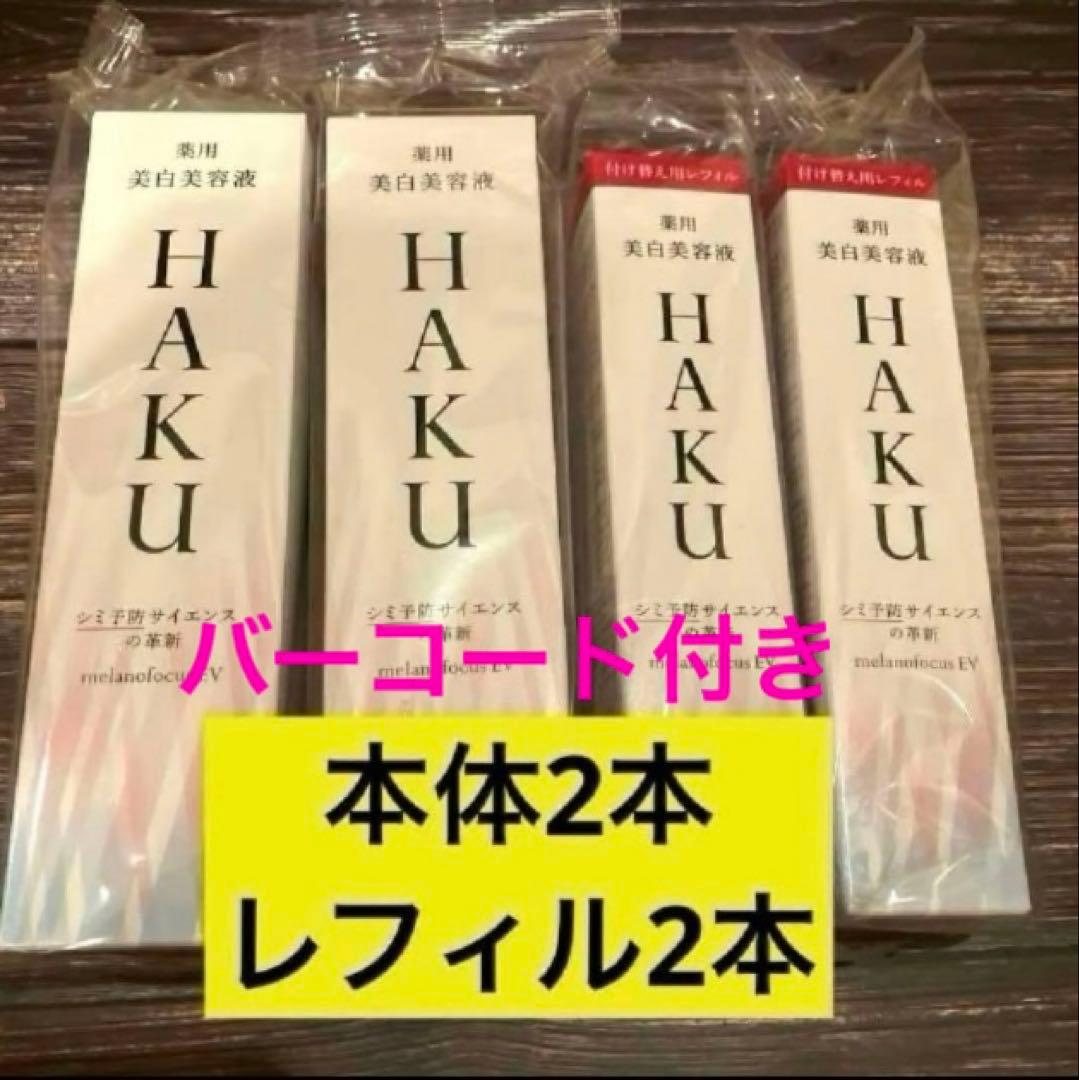 薬用
美白美容液
HAKU
シミ予防サイエンス
の革新
melanofocus EV
薬用
美白美容液
HAKU
シミ予防サイエンス
の革新
melanofocus EV
付け替え用レフィル
薬用
美白美容液
HAKU
シミ予防サイエンス
の革新
melanofocus EV
付け替え用レフィル
薬用
美白美容液
HAKU
シミ予防サイエンス
の革新
melanofocus EV
バーコード付き
本体2本
レフィル2本